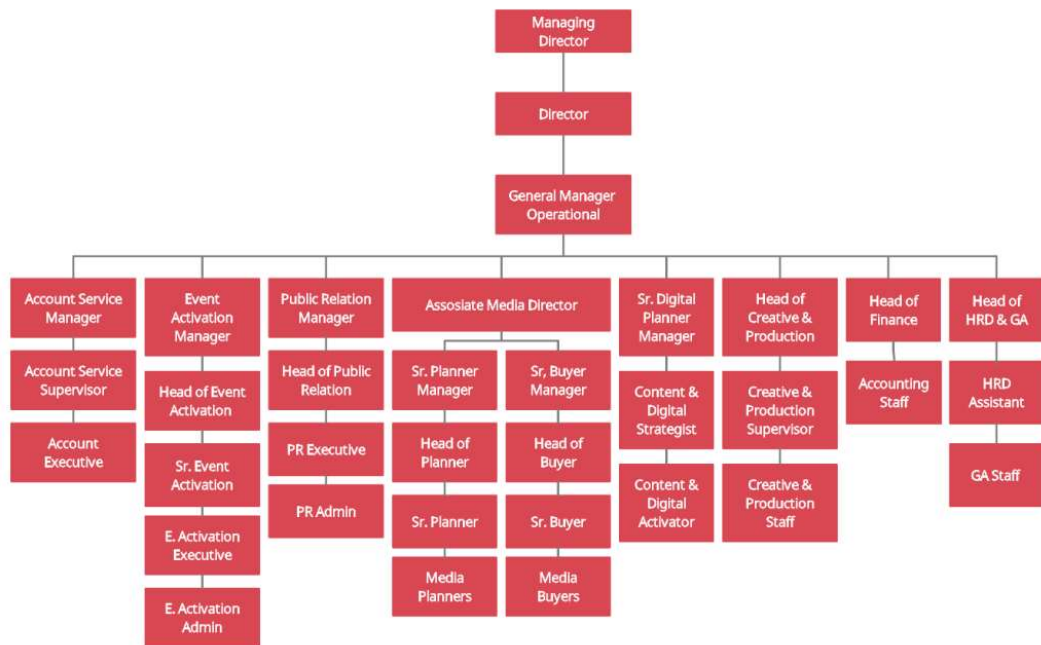 Managing
Director
Director
General Manager
Operational
Account Service
Manager
Account Service
Supervisor
Account
Executive
Event
Activation
Manager
Head of Event
Activation
Sr. Event
Activation
E. Activation
Executive
E. Activation
Admin
Public Relation
Manager
Head of Public
Relation
PR Executive
PR Admin
Assosiate Media Director
Sr. Planner
Manager
Head of
Planner
Sr. Planner
Media
Planners
Sr, Buyer
Manager
Head of
Buyer
Sr. Buyer
Media
Buyers
Sr. Digital
Planner
Manager
Content &
Digital
Strategist
Content &
Digital
Activator
Head of
Creative &
Production
Creative &
Production
Supervisor
Creative &
Production
Staff
Head of
Finance
Accounting
Staff
Head of
HRD & GA
HRD
Assistant
GA Staff